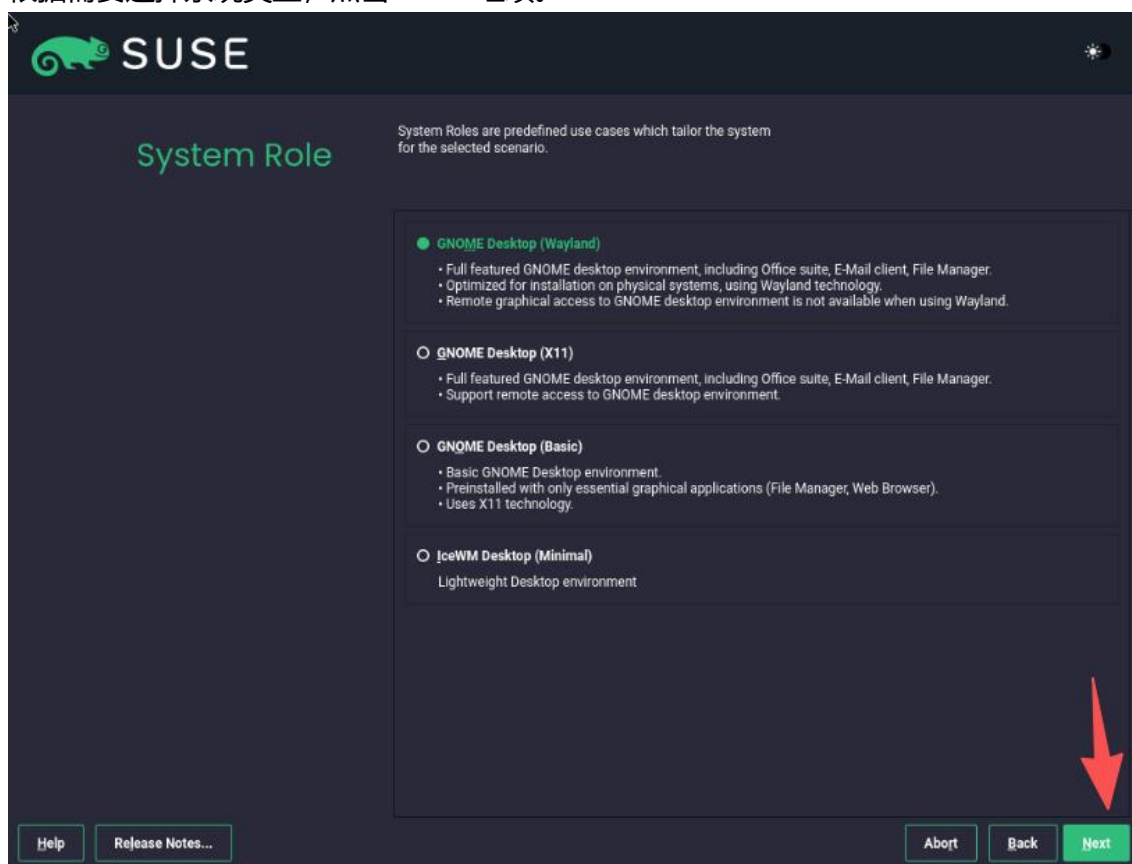 SUSE
System Role
System Roles are predefined use cases which tailor the system
for the selected scenario.
GNOME Desktop (Wayland)
• Full featured GNOME desktop environment, including Office suite, E-Mail client, File Manager.
• Optimized for installation on physical systems, using Wayland technology.
• Remote graphical access to GNOME desktop environment is not available when using Wayland.
GNOME Desktop (X11)
• Full featured GNOME desktop environment, including Office suite, E-Mail client, File Manager.
• Support remote access to GNOME desktop environment.
GNOME Desktop (Basic)
• Basic GNOME Desktop environment.
• Preinstalled with only essential graphical applications (File Manager, Web Browser).
• Uses X11 technology.
IceWM Desktop (Minimal)
Lightweight Desktop environment
Help
Release Notes...
Abort
Back
Next